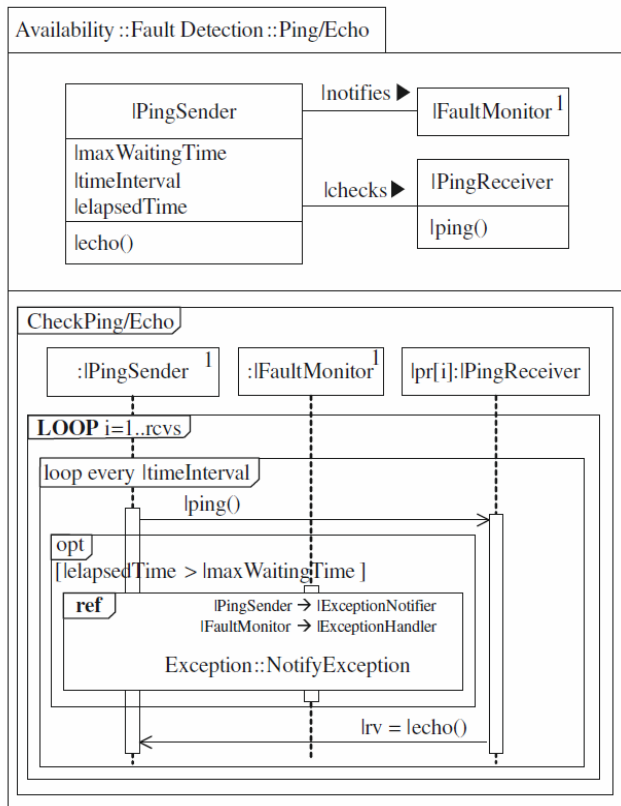 Availability ::Fault Detection ::Ping/Echo
|PingSender
|notifies ▶
|FaultMonitor 1
|maxWaitingTime
|timeInterval
|elapsedTime
|checks ▶
|PingReceiver
|echo()
|ping()
CheckPing/Echo
:|PingSender 1
:|FaultMonitor 1
|pr[i]:|PingReceiver
LOOP i=1..rcvs
loop every |timeInterval
|ping()
opt
[|elapsedTime > |maxWaitingTime ]
ref
|PingSender → |ExceptionNotifier
|FaultMonitor → |ExceptionHandler
Exception::NotifyException
|rv = |echo()